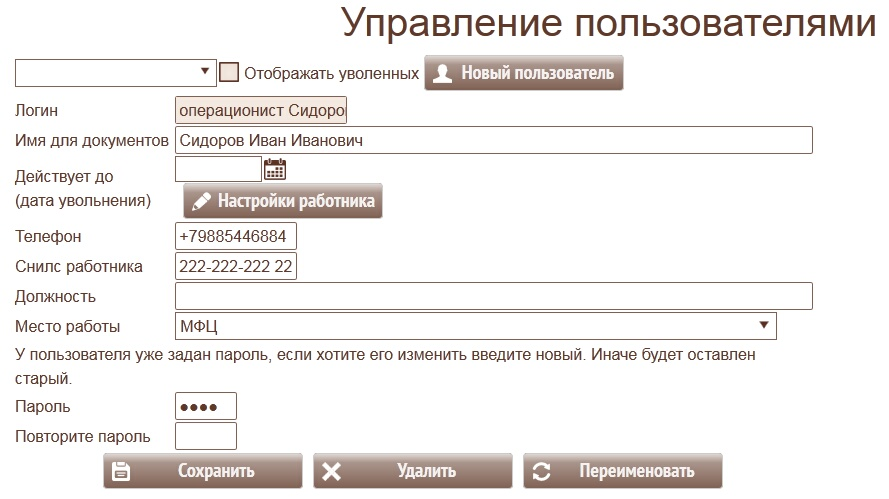 Управление пользователями
Отображать уволенных Новый пользователь
Логин операционист Сидоро
Имя для документов Сидоров Иван Иванович
Действует до
(дата увольнения) Настройки работника
Телефон +79885446884
Снилс работника 222-222-222 22
Должность
Место работы МФЦ
У пользователя уже задан пароль, если хотите его изменить введите новый. Иначе будет оставлен
старый.
Пароль ●●●●
Повторите пароль
Сохранить Удалить Переименовать